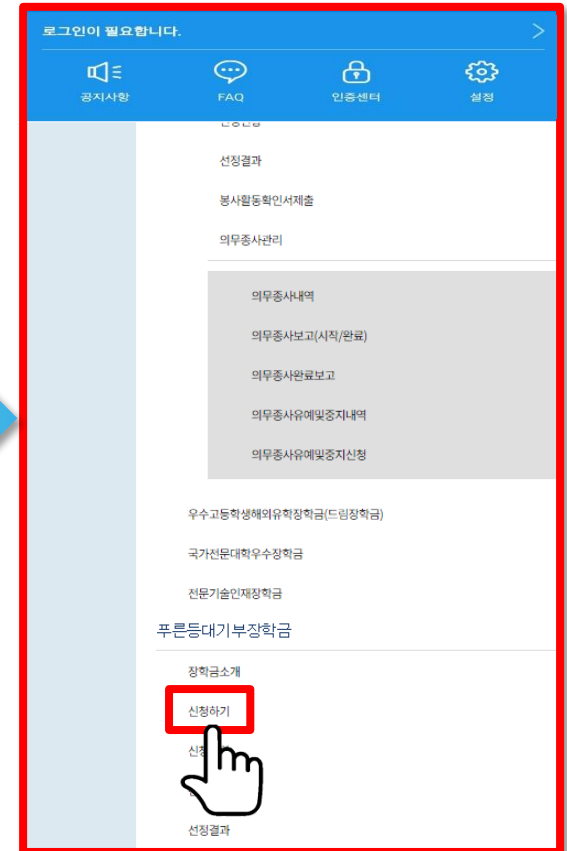 로그인이 필요합니다.
공지사항
FAQ
인증센터
설정
선정결과
봉사활동확인서제출
의무종사관리
의무종사내역
의무종사보고(시작/완료)
의무종사완료보고
의무종사유예및중지내역
의무종사유예및중지신청
우수고등학생해외유학장학금(드림장학금)
국가전문대학우수장학금
전문기술인재장학금
푸른등대기부장학금
장학금소개
신청하기
선정결과